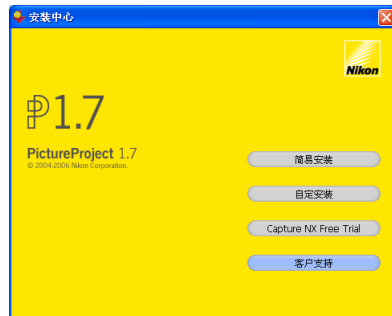 安装中心
Nikon
P1.7
PictureProject 1.7
© 2004-2006 Nikon Corporation.
简易安装
自定安装
Capture NX Free Trial
客户支持